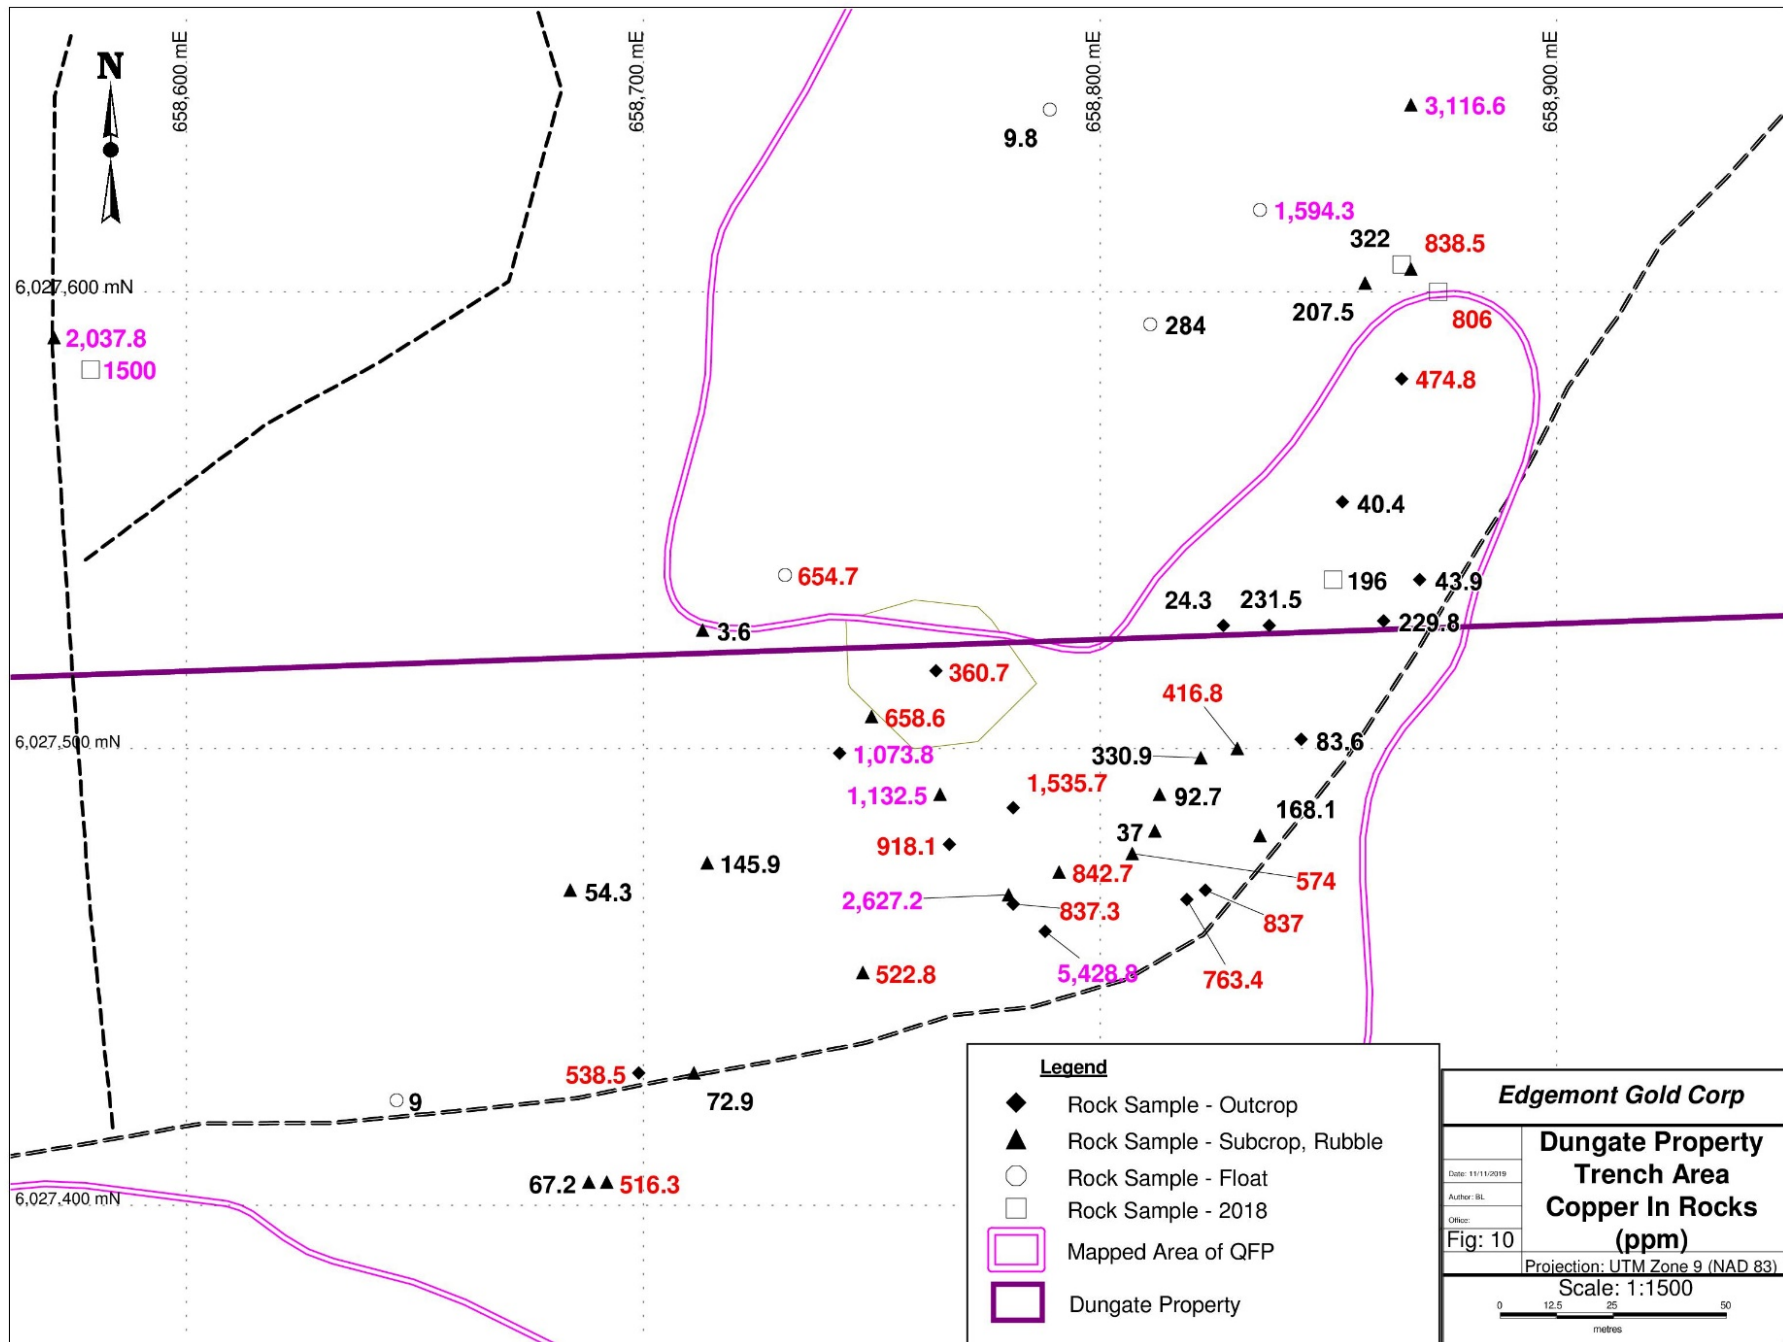 N
658,600 mE
658,700 mE
658,800 mE
658,900 mE
3,116.6
9.8
1,594.3
322
838.5
6,027,600 mN
207.5
806
284
2,037.8
1500
474.8
40.4
654.7
196
43.9
24.3
231.5
229.8
3.6
360.7
416.8
658.6
6,027,500 mN
1,073.8
330.9
83.6
1,132.5
1,535.7
92.7
168.1
37
918.1
145.9
842.7
574
54.3
2,627.2
837.3
837
522.8
5,428.8
763.4
538.5
72.9
9
67.2
516.3
6,027,400 mN
Legend
Rock Sample - Outcrop
Rock Sample - Subcrop, Rubble
Rock Sample - Float
Rock Sample - 2018
Mapped Area of QFP
Dungate Property
Edgemont Gold Corp
Dungate Property
Trench Area
Copper In Rocks
(ppm)
Date: 11/11/2019
Author: BL
Office:
Fig: 10
Projection: UTM Zone 9 (NAD 83)
Scale: 1:1500
0 12.5 25 50
metres